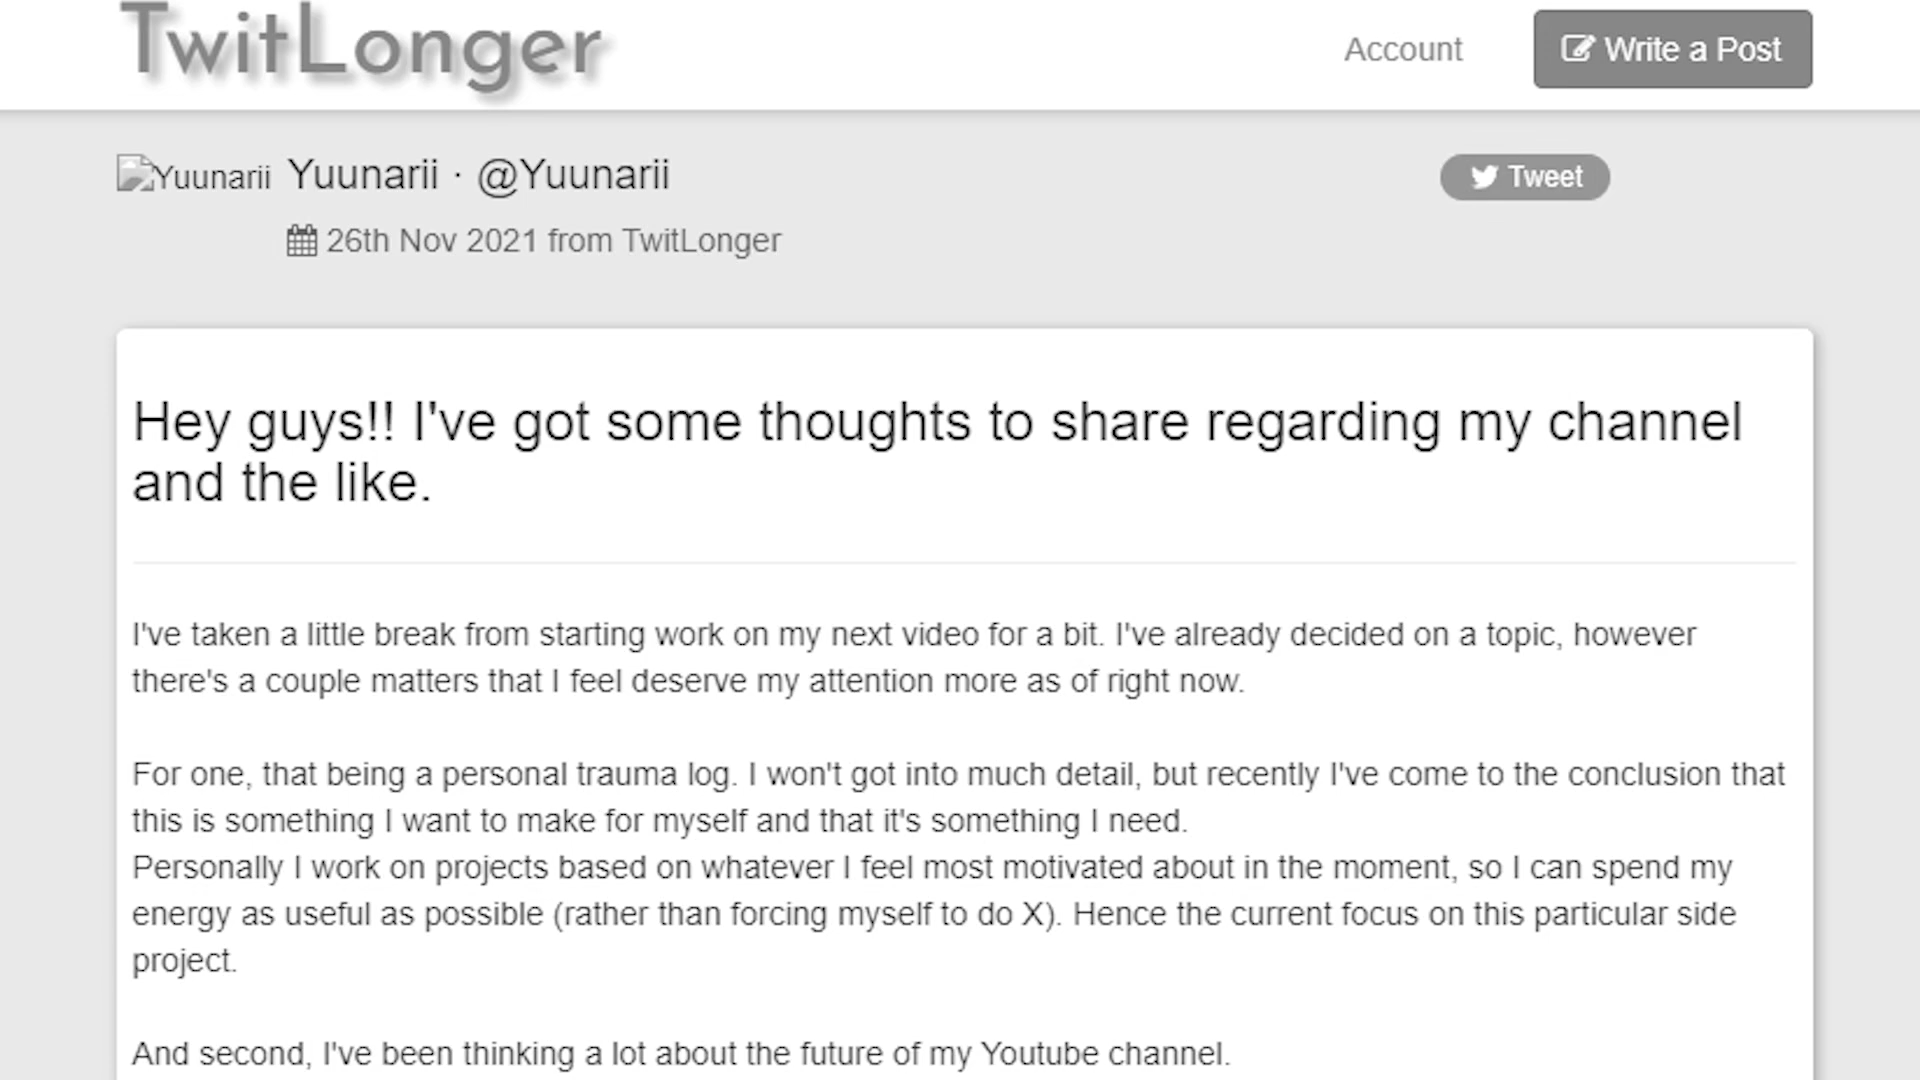 TwitLonger
Account
Write a Post
Yuunarii
Yuunarii · @Yuunarii
Tweet
26th Nov 2021 from TwitLonger
Hey guys!! I've got some thoughts to share regarding my channel
and the like.
I've taken a little break from starting work on my next video for a bit. I've already decided on a topic, however
there's a couple matters that I feel deserve my attention more as of right now.
For one, that being a personal trauma log. I won't got into much detail, but recently I've come to the conclusion that
this is something I want to make for myself and that it's something I need.
Personally I work on projects based on whatever I feel most motivated about in the moment, so I can spend my
energy as useful as possible (rather than forcing myself to do X). Hence the current focus on this particular side
project.
And second, I've been thinking a lot about the future of my Youtube channel.